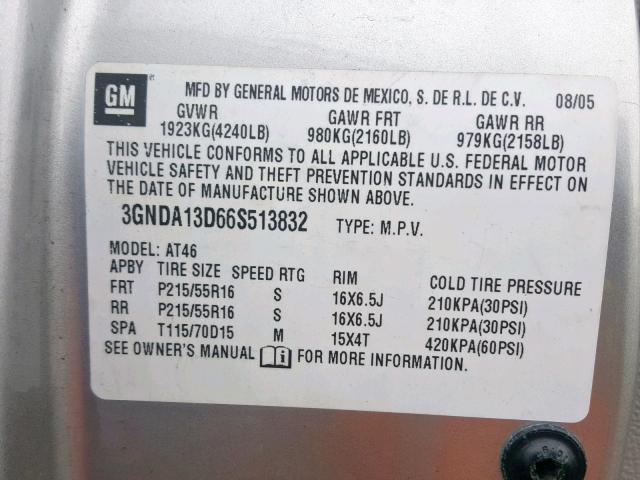 GM
MFD BY GENERAL MOTORS DE MEXICO, S. DE R.L. DE C.V. 08/05
GVWR GAWR FRT GAWR RR
1923KG(4240LB) 980KG(2160LB) 979KG(2158LB)
THIS VEHICLE CONFORMS TO ALL APPLICABLE U.S. FEDERAL MOTOR
VEHICLE SAFETY AND THEFT PREVENTION STANDARDS IN EFFECT ON
THE DATE OF MANUFACTURE SHOWN ABOVE.
3GNDA13D66S513832 TYPE: M.P.V.
MODEL: AT46
APBY TIRE SIZE SPEED RTG RIM COLD TIRE PRESSURE
FRT P215/55R16 S 16X6.5J 210KPA(30PSI)
RR P215/55R16 S 16X6.5J 210KPA(30PSI)
SPA T115/70D15 M 15X4T 420KPA(60PSI)
SEE OWNER'S MANUAL i FOR MORE INFORMATION.